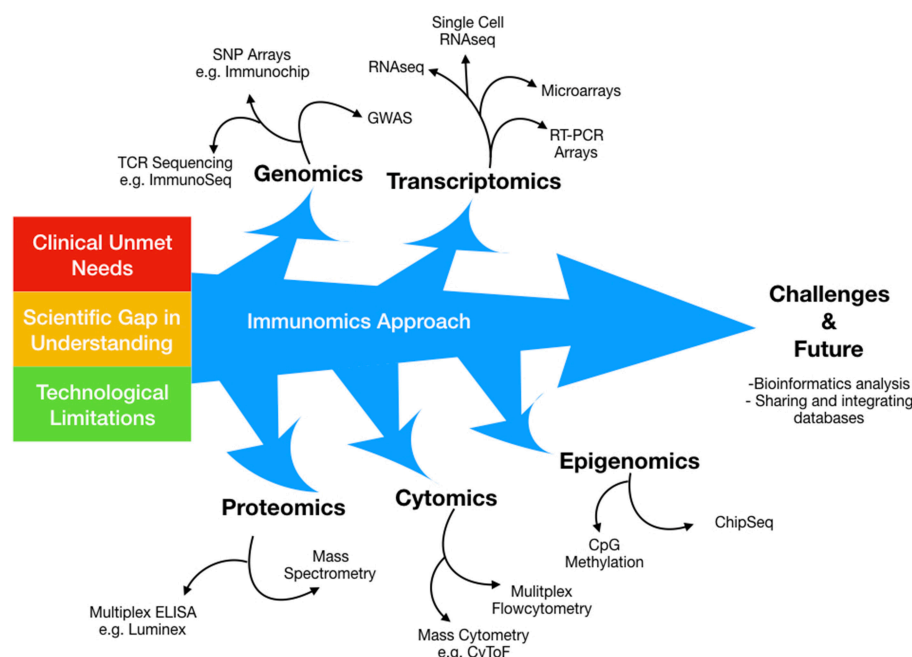 Single Cell
RNAseq
SNP Arrays
e.g. Immunochip
RNAseq
Microarrays
GWAS
RT-PCR
Arrays
TCR Sequencing
e.g. ImmunoSeq
Genomics
Transcriptomics
Clinical Unmet
Needs
Scientific Gap in
Understanding
Technological
Limitations
Immunomics Approach
Challenges
&
Future
-Bioinformatics analysis
- Sharing and integrating
databases
Proteomics
Cytomics
Epigenomics
Multiplex ELISA
e.g. Luminex
Mass
Spectrometry
Mass Cytometry
e.g. CyToF
Mulitplex
Flowcytometry
CpG
Methylation
ChipSeq